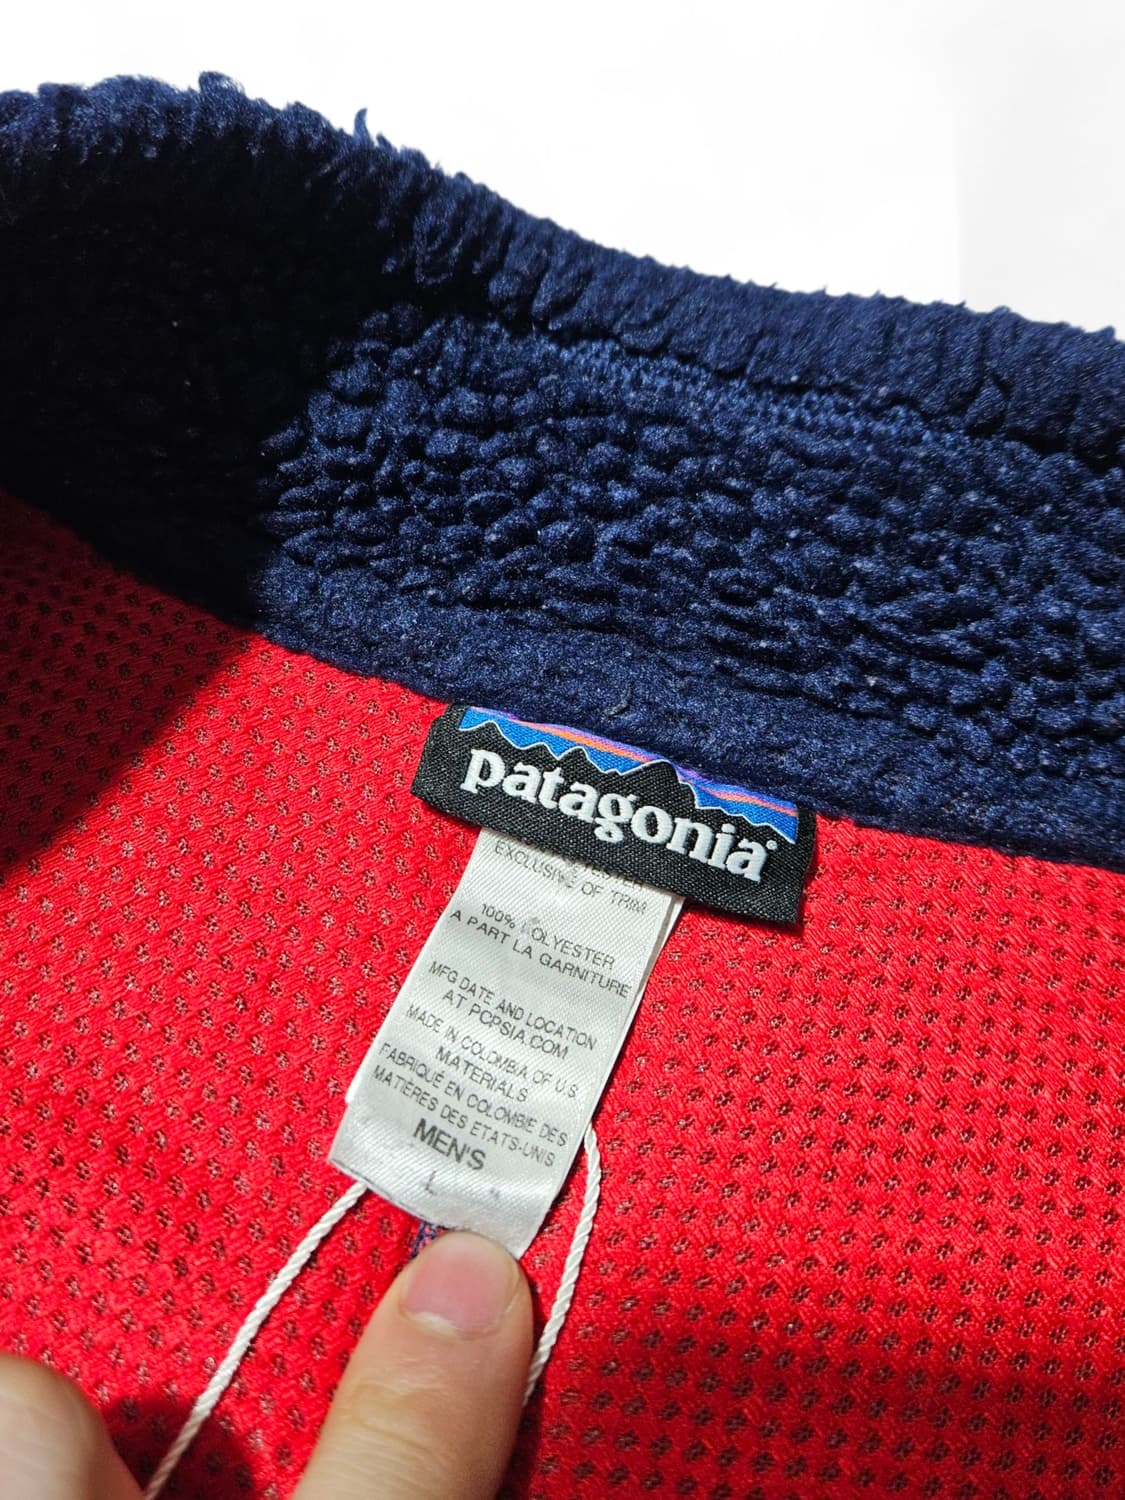 patagonia
EXCLUSIVE OF TRIM
100% POLYESTER
A PART LA GARNITURE
MFG DATE AND LOCATION
AT PCPSIA.COM
MADE IN COLOMBIA OF U.S.
MATERIALS
FABRIQUÉ EN COLOMBIE DES
MATIÈRES DES ETATS-UNIS
MEN'S
L